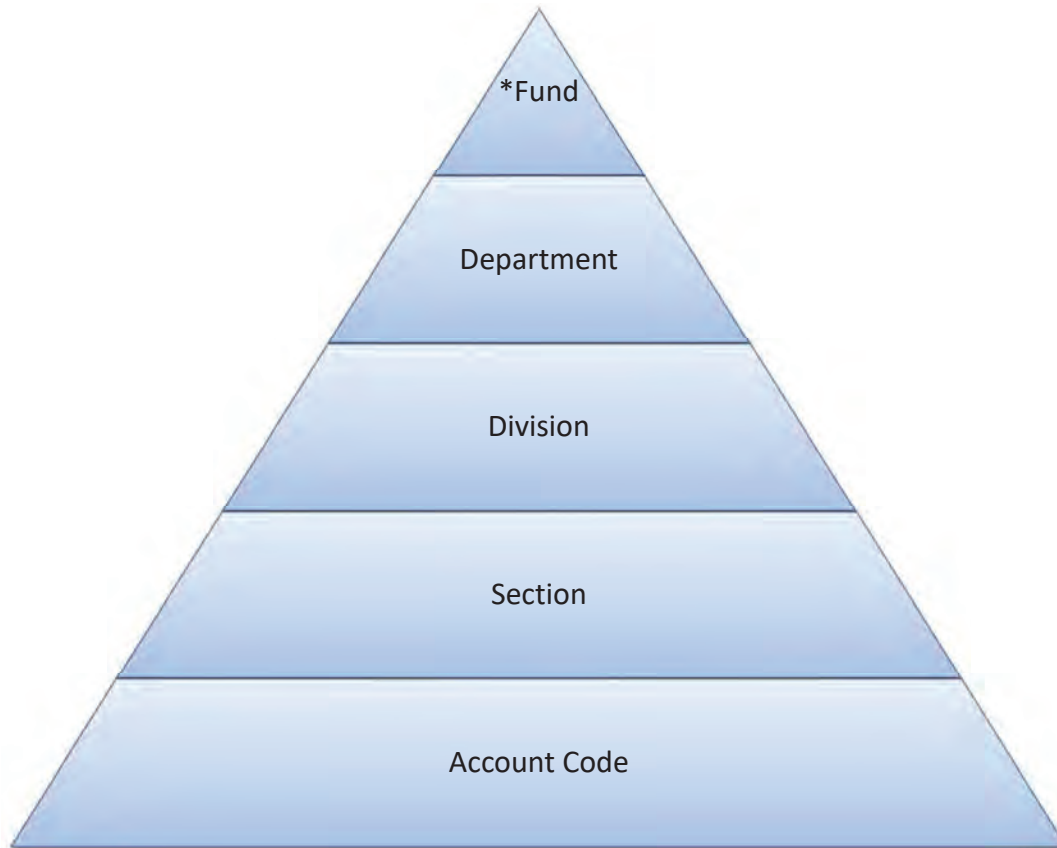 *Fund
Department
Division
Section
Account Code